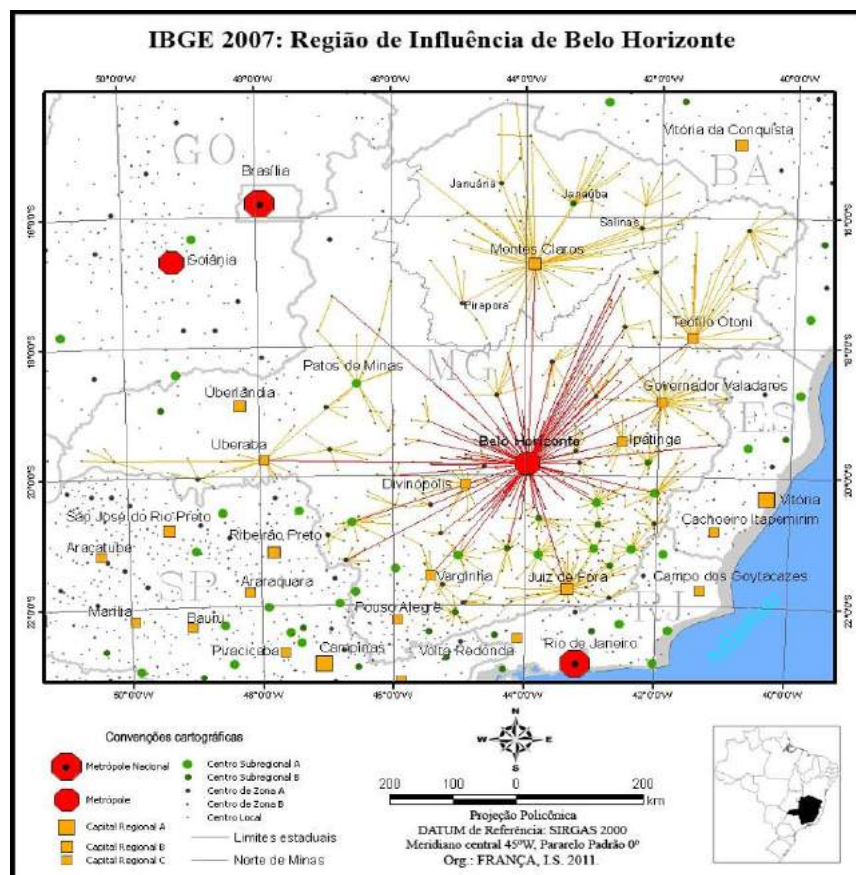 IBGE 2007: Região de Influência de Belo Horizonte
50°0'0"W 48°0'0"W 46°0'0"W 44°0'0"W 42°0'0"W 40°0'0"W
GO
Vitória da Conquista
BA
Brasília
Januária
Janaúba
16°0'0"S
Salinas
Goiânia
Montes Claros
Pirapora
Teófilo Otoni
18°0'0"S
MG
Patos de Minas
Uberlândia
Governador Valadares
ES
Uberaba
Belo Horizonte
Ipatinga
20°0'0"S 20°0'0"S
Divinópolis
São José do Rio Preto
Vitória
Ribeirão Preto
Cachoeiro Itapemirim
Araçatuba
SP
Araraquara
Varginha
Juiz de Fora
Campo dos Goytacazes
Marília
Bauru
Pouso Alegre
RJ
22°0'0"S 22°0'0"S
Piracicaba
Campinas
Volta Redonda
Rio de Janeiro
50°0'0"W 48°0'0"W 46°0'0"W 44°0'0"W 42°0'0"W 40°0'0"W
Convenções cartográficas
Metrópole Nacional
Metrópole
Capital Regional A
Capital Regional B
Capital Regional C
Centro Subregional A
Centro Subregional B
Centro de Zona A
Centro de Zona B
Centro Local
Limites estaduais
Norte de Minas
N
W E
S
200 100 0 200
km
Projeção Policônica
DATUM de Referência: SIRGAS 2000
Meridiano central 45°W, Pararelo Padrão 0°
Org.: FRANÇA, I.S. 2011.